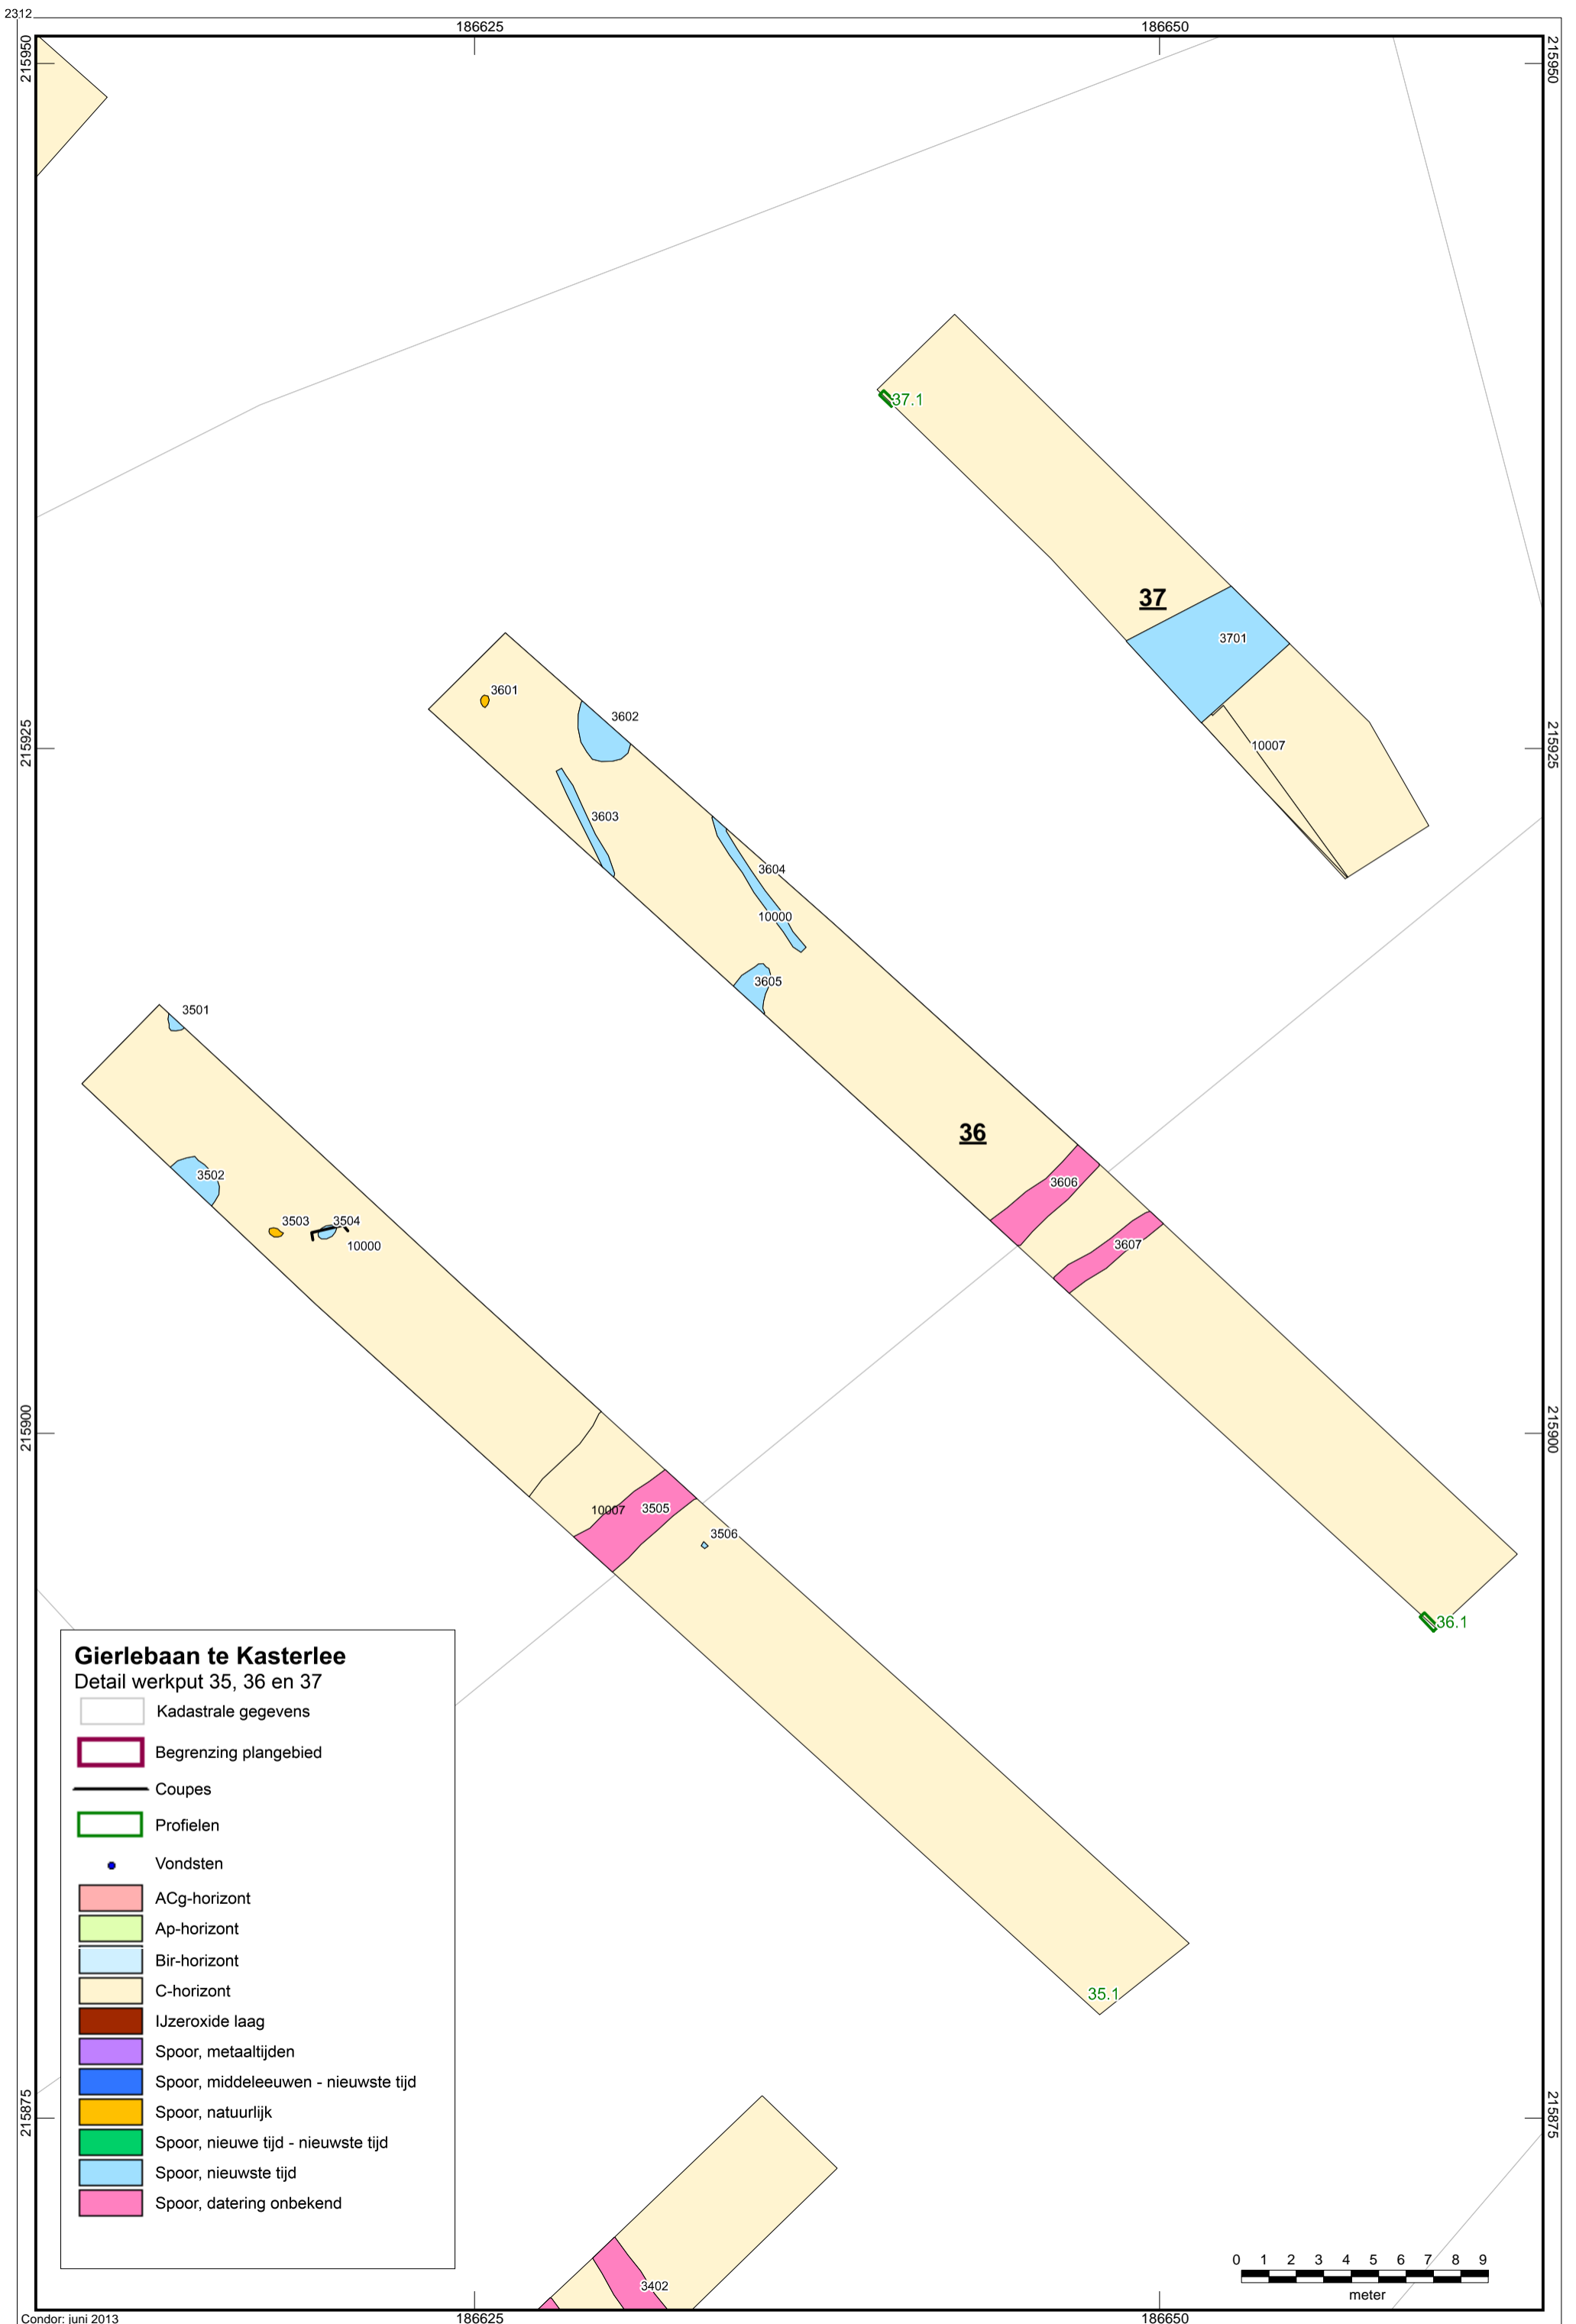 2312
186625
186650
215950
215950
37.1
37
3701
3601
3602
215925
10007
215925
3603
3604
10000
3605
3501
36
3502
3606
3503
3504
10000
3607
215900
215900
10007
3505
3506
36.1
Gierlebaan te Kasterlee
Detail werkput 35, 36 en 37
Kadastrale gegevens
Begrenzing plangebied
Coupes
Profielen
Vondsten
ACg-horizont
Ap-horizont
Bir-horizont
C-horizont
IJzeroxide laag
Spoor, metaaltijden
Spoor, middeleeuwen - nieuwste tijd
Spoor, natuurlijk
Spoor, nieuwe tijd - nieuwste tijd
Spoor, nieuwste tijd
Spoor, datering onbekend
35.1
215875
215875
3402
0 1 2 3 4 5 6 7 8 9
meter
Condor: juni 2013
186625
186650